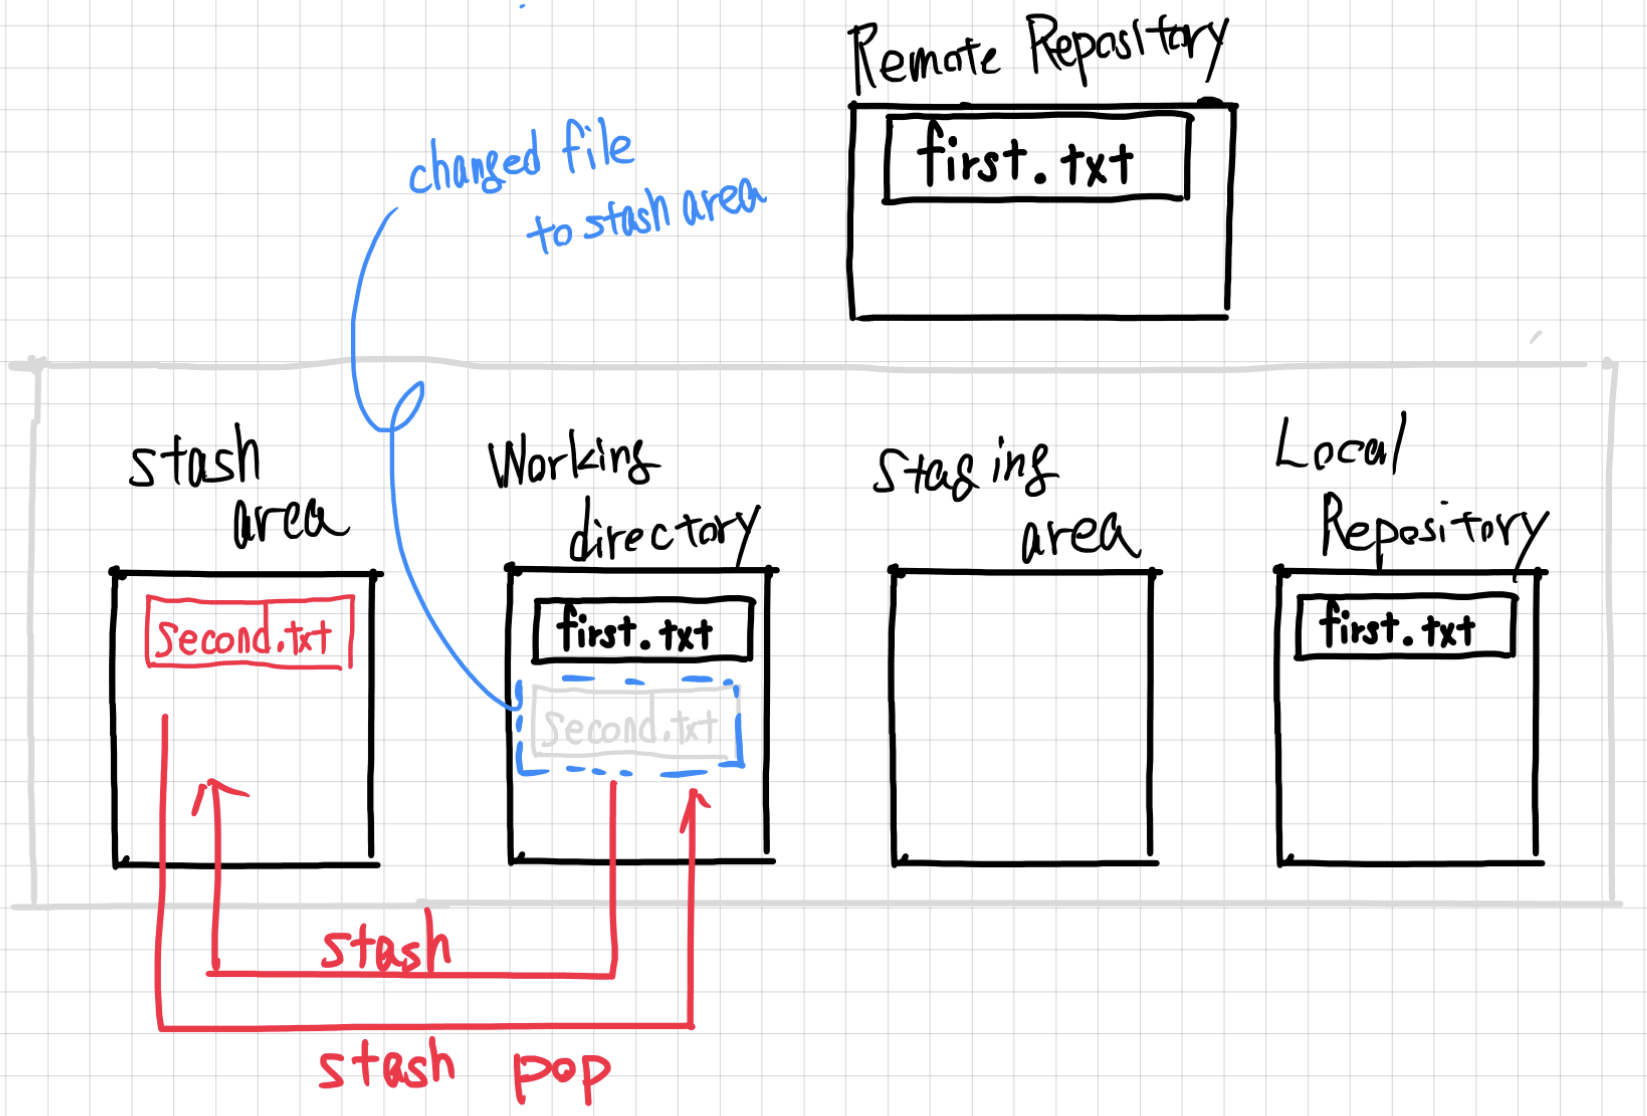 Remote Repository
first.txt
changed file
to stash area
stash
area
Working
directory
Staging
area
Local
Repository
second.txt
first.txt
second.txt
first.txt
stash
stash pop